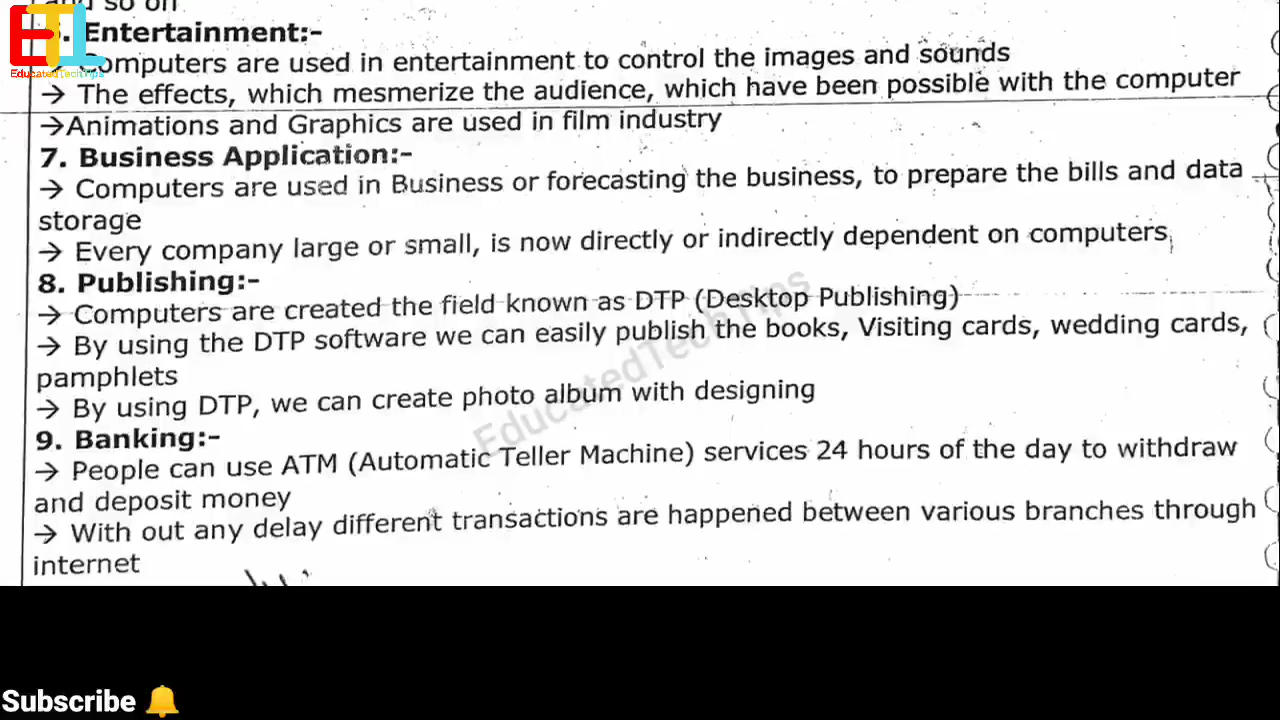 and so on
6. Entertainment:-
→ Computers are used in entertainment to control the images and sounds
→ The effects, which mesmerize the audience, which have been possible with the computer
→Animations and Graphics are used in film industry
7. Business Application:-
→ Computers are used in Business or forecasting the business, to prepare the bills and data
storage
→ Every company large or small, is now directly or indirectly dependent on computers
8. Publishing:-
→ Computers are created the field known as DTP (Desktop Publishing)
→ By using the DTP software we can easily publish the books, Visiting cards, wedding cards,
pamphlets
→ By using DTP, we can create photo album with designing
9. Banking:-
→ People can use ATM (Automatic Teller Machine) services 24 hours of the day to withdraw
and deposit money
→ With out any delay different transactions are happened between various branches through
internet
ETL
EducatedTechTips
EducatedTechTips
Subscribe